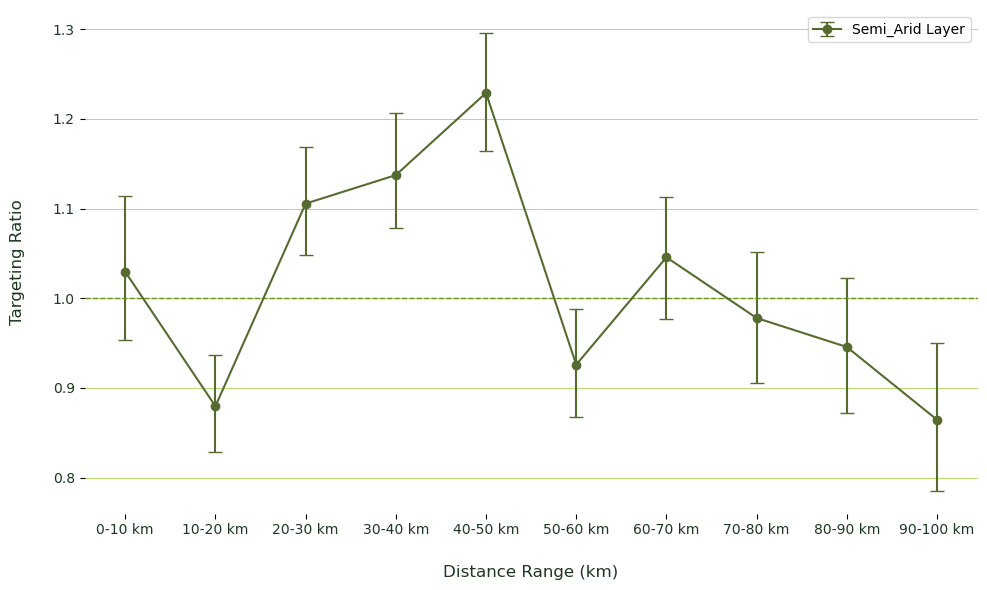 1.3
Semi_Arid Layer
1.2
1.1
1.0
0.9
0.8
Targeting Ratio
0-10 km 10-20 km 20-30 km 30-40 km 40-50 km 50-60 km 60-70 km 70-80 km 80-90 km 90-100 km
Distance Range (km)